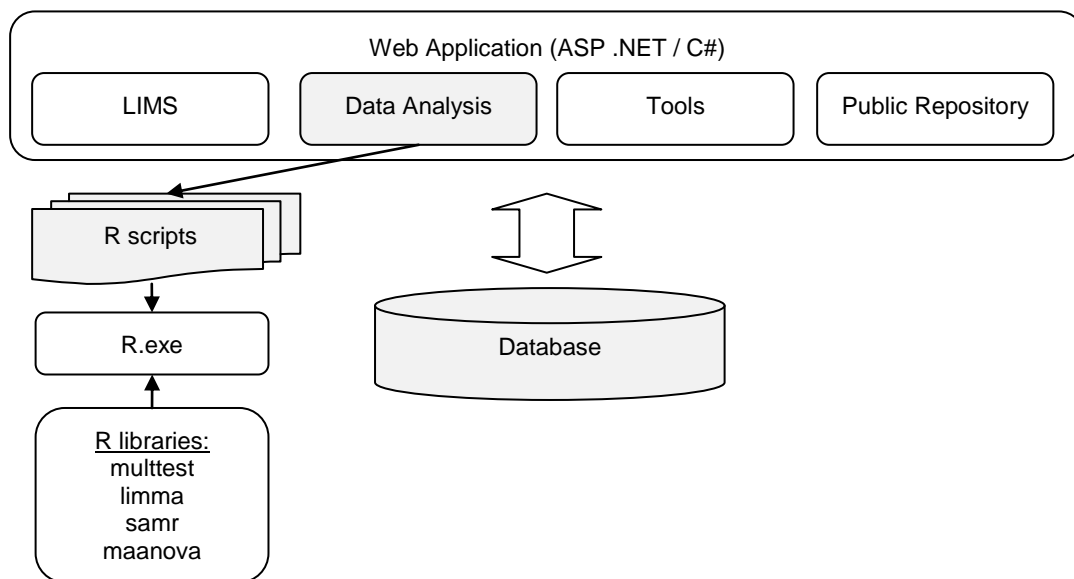 Web Application (ASP .NET / C#)
LIMS
Data Analysis
Tools
Public Repository
R scripts
R.exe
Database
R libraries:
multtest
limma
samr
maanova